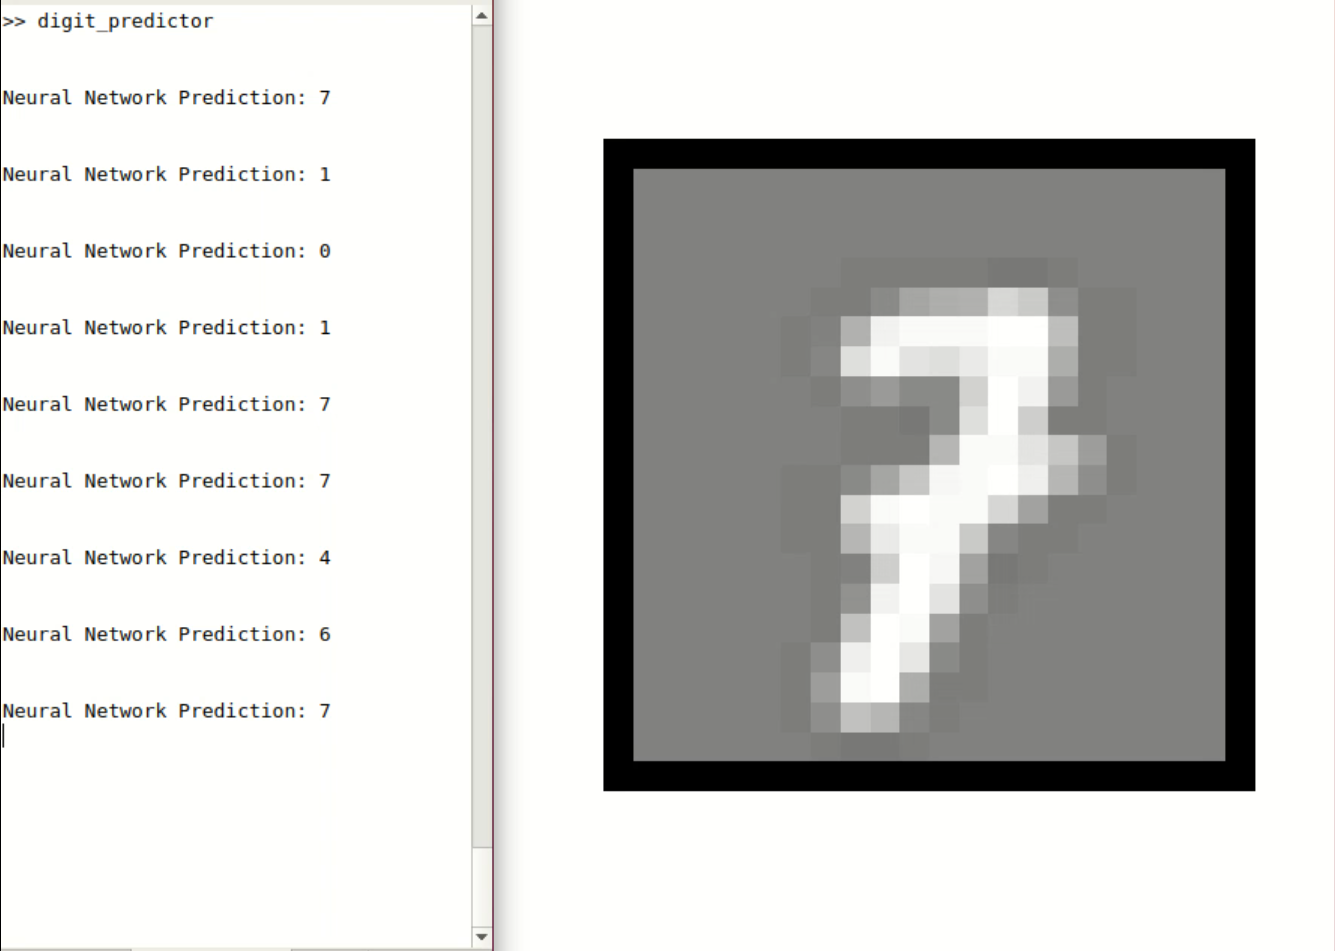 >> digit_predictor
Neural Network Prediction: 7
Neural Network Prediction: 1
Neural Network Prediction: 0
Neural Network Prediction: 1
Neural Network Prediction: 7
Neural Network Prediction: 7
Neural Network Prediction: 4
Neural Network Prediction: 6
Neural Network Prediction: 7
7